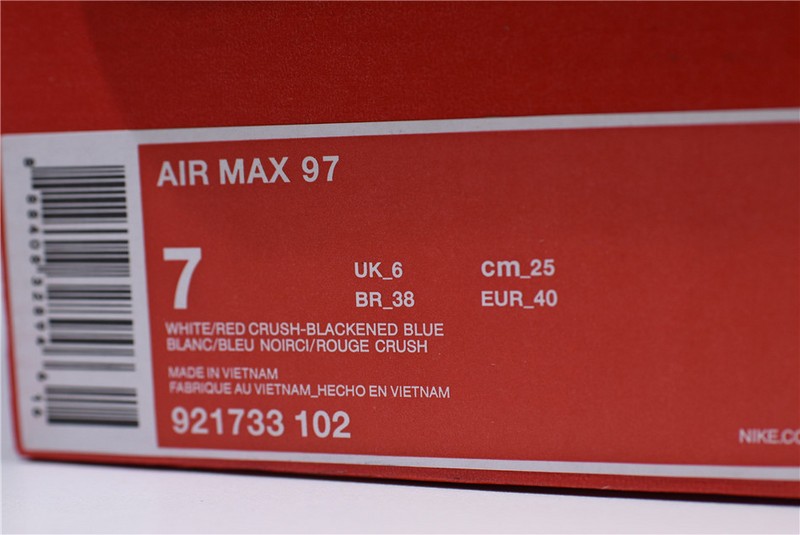 AIR MAX 97
7
UK_6 cm_25
BR_38 EUR_40
WHITE/RED CRUSH-BLACKENED BLUE
BLANC/BLEU NOIRCI/ROUGE CRUSH
MADE IN VIETNAM
FABRIQUE AU VIETNAM_HECHO EN VIETNAM
921733 102
NIKE.CO